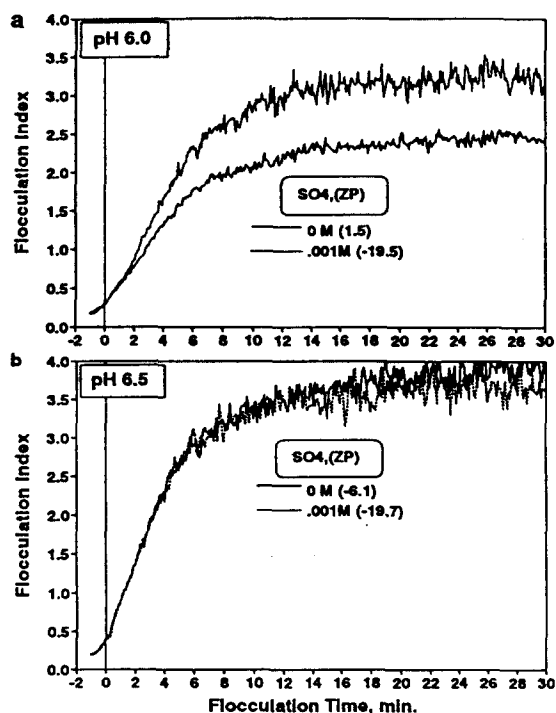 a
pH 6.0
Flocculation Index
4.0
3.5
3.0
2.5
2.0
1.5
1.0
0.5
0.0
SO4,(ZP)
0 M (1.5)
.001M (-19.5)
-2 0 2 4 6 8 10 12 14 16 18 20 22 24 26 28 30
b
pH 6.5
Flocculation Index
4.0
3.5
3.0
2.5
2.0
1.5
1.0
0.5
0.0
SO4,(ZP)
0 M (-6.1)
.001M (-19.7)
-2 0 2 4 6 8 10 12 14 16 18 20 22 24 26 28 30
Flocculation Time, min.